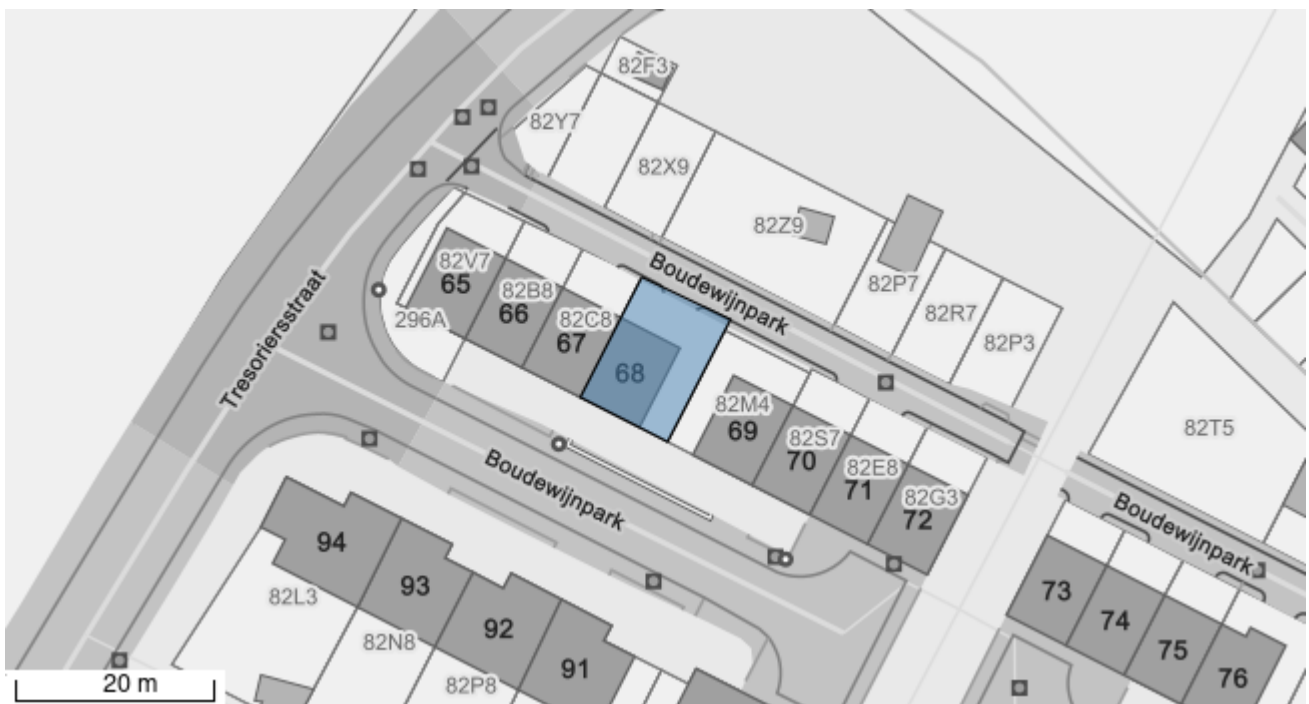 82F3
82Y7
82X9
82Z9
Boudewijnpark
82V7
65
82B8
66
82C8
67
296A
68
82P7
82R7
82P3
Tresoriersstraat
82M4
69
82S7
70
82E8
71
82G3
72
82T5
Boudewijnpark
Boudewijnpark
94
93
92
91
82L3
82N8
82P8
73
74
75
76
20 m